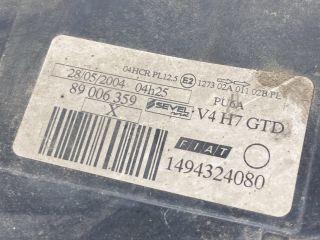 04HCR PL12.5 E2 1273 02A 011 02B PL
28/05/2004 04h25 PU6A
89 006 359 SEVEL V4 H7 GTD
X
FIAT
1494324080